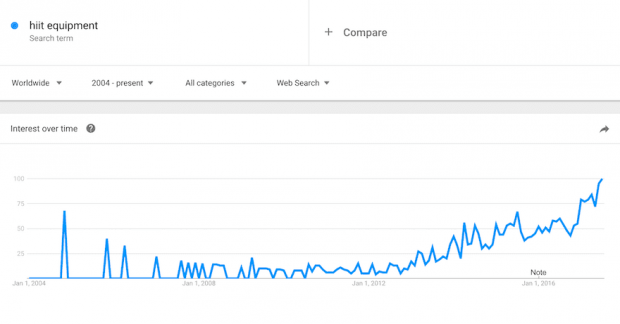 hiit equipment
Search term
+ Compare
Worldwide
2004 - present
All categories
Web Search
Interest over time
?
100
75
50
25
Note
Jan 1, 2004
Jan 1, 2008
Jan 1, 2012
Jan 1, 2016